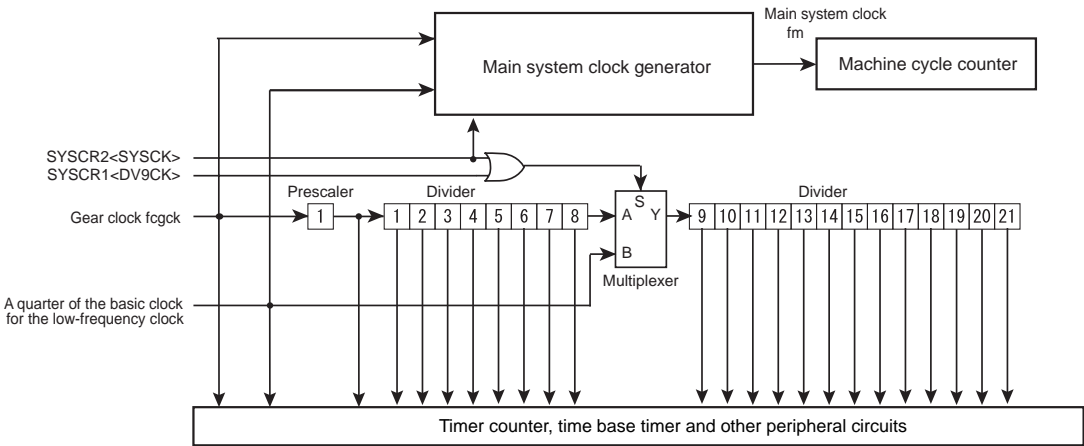 Main system clock
fm
Main system clock generator
Machine cycle counter
SYSCR2<SYSCK>
SYSCR1<DV9CK>
Prescaler
Divider
S
Divider
Gear clock fcgck
1
1 2 3 4 5 6 7 8
A
Y
9 10 11 12 13 14 15 16 17 18 19 20 21
B
Multiplexer
A quarter of the basic clock
for the low-frequency clock
Timer counter, time base timer and other peripheral circuits